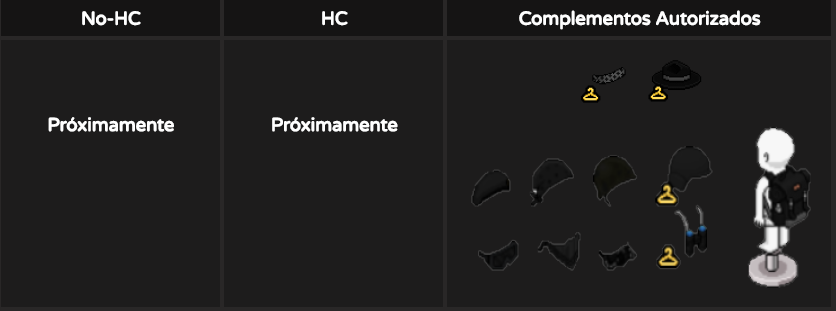 No-HC
HC
Complementos Autorizados
Próximamente
Próximamente